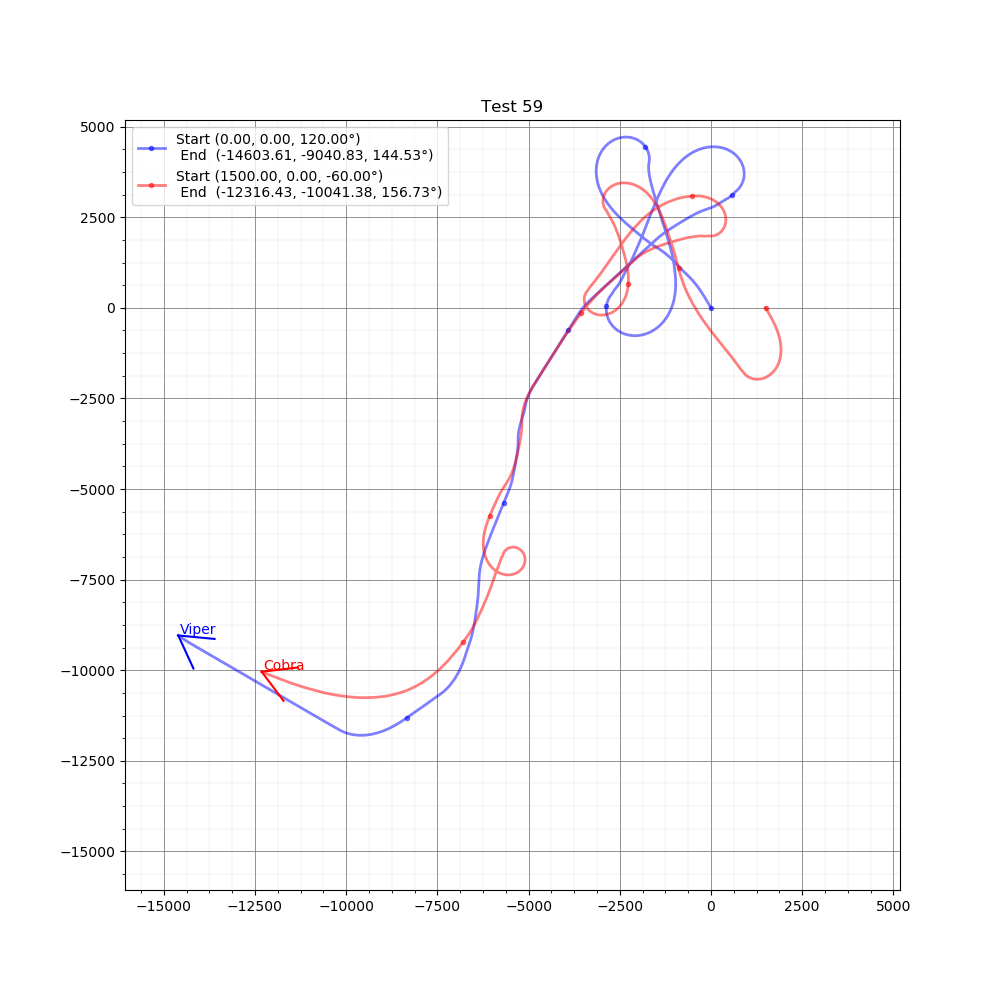 Test 59
Start (0.00, 0.00, 120.00°)
End  (-14603.61, -9040.83, 144.53°)
Start (1500.00, 0.00, -60.00°)
End  (-12316.43, -10041.38, 156.73°)
5000
2500
0
−2500
−5000
−7500
−10000
−12500
−15000
Viper
Cobra
−15000 −12500 −10000 −7500 −5000 −2500 0 2500 5000